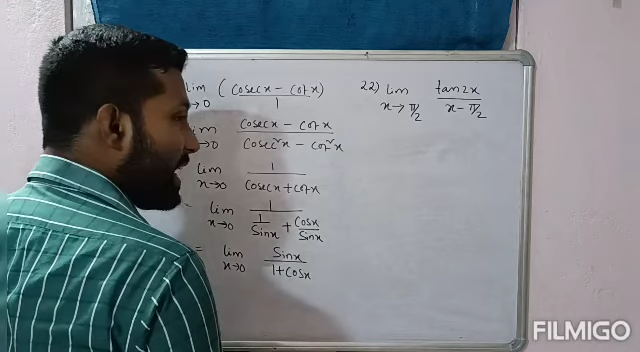 lim x→0 (cosecx - cotx) / 1
lim x→0 cosecx - cotx / cosec²x - cot²x
lim x→0 1 / cosecx + cotx
= lim x→0 1 / 1/Sinx + Cosx/Sinx
= lim x→0 Sinx / 1+Cosx
22) lim x→π/2 tan2x / x-π/2
FILMIGO